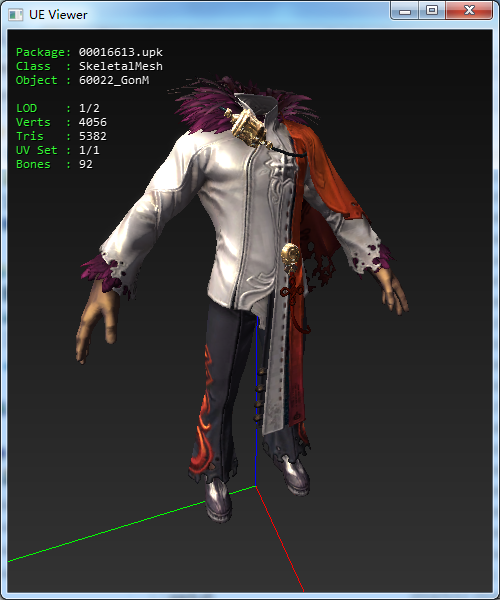 UE Viewer
Package: 00016613.upk
Class : SkeletalMesh
Object : 60022_GonM
LOD : 1/2
Verts : 4056
Tris : 5382
UV Set : 1/1
Bones : 92